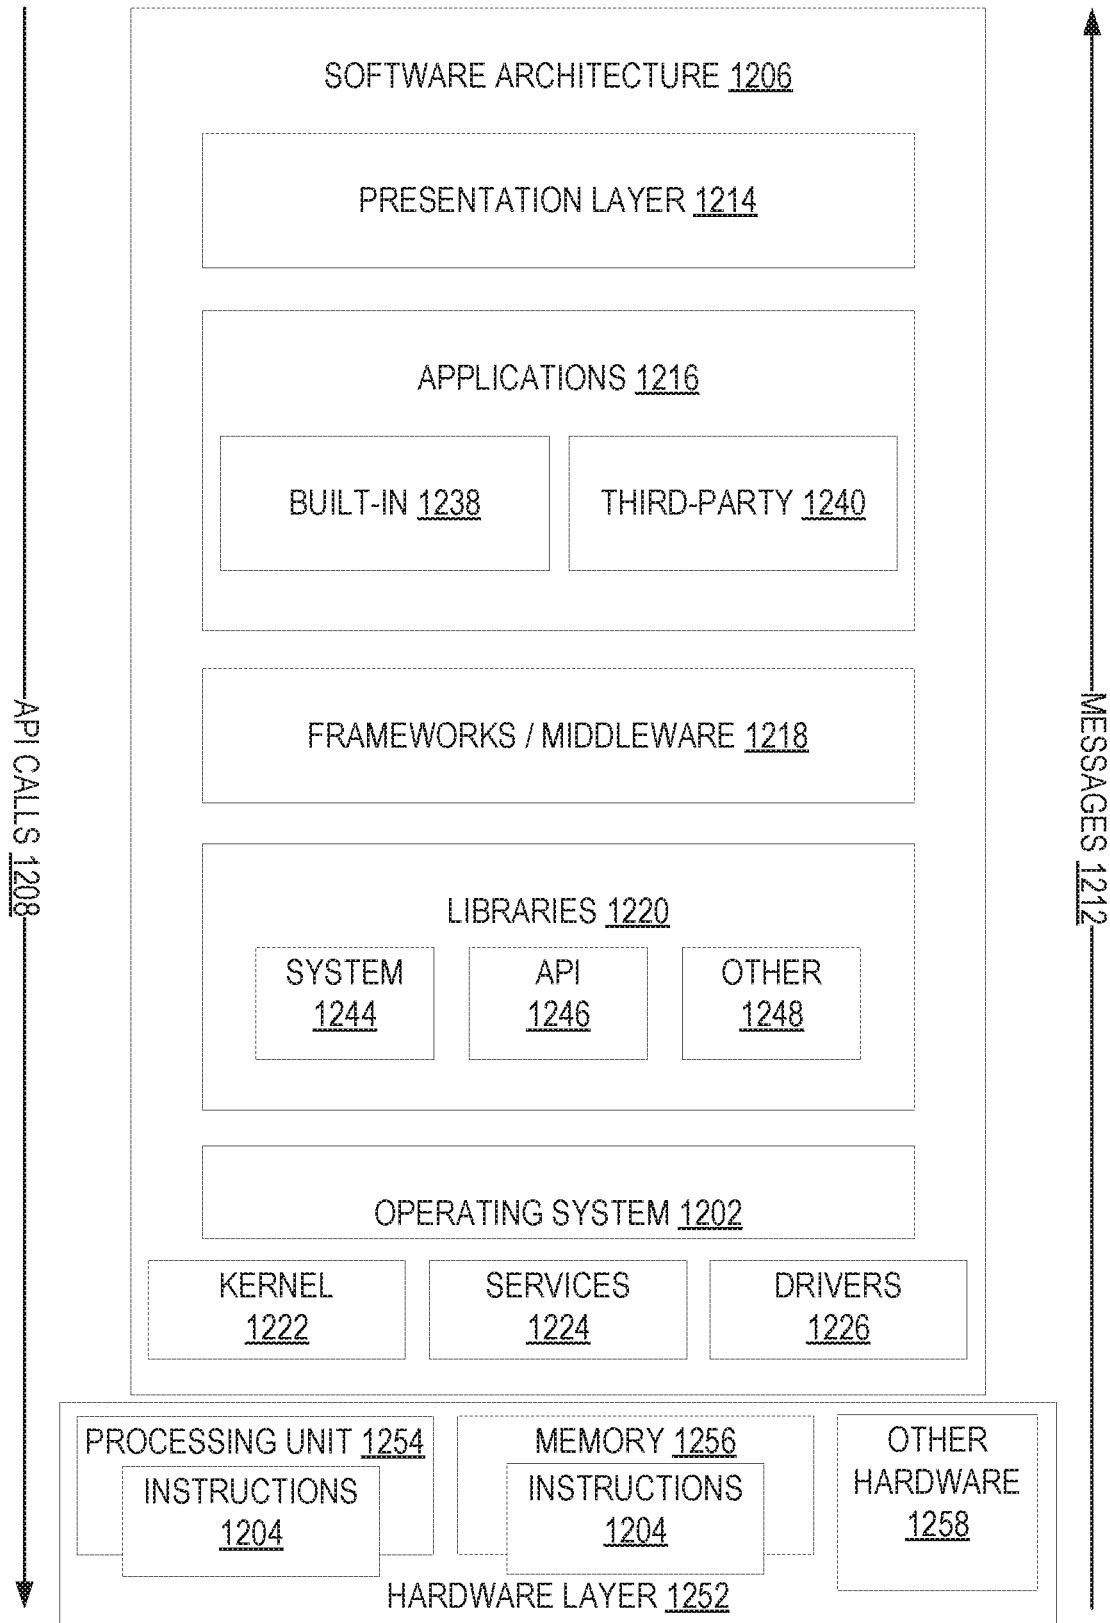 SOFTWARE ARCHITECTURE 1206
PRESENTATION LAYER 1214
APPLICATIONS 1216
BUILT-IN 1238
THIRD-PARTY 1240
FRAMEWORKS / MIDDLEWARE 1218
LIBRARIES 1220
SYSTEM
1244
API
1246
OTHER
1248
OPERATING SYSTEM 1202
KERNEL
1222
SERVICES
1224
DRIVERS
1226
PROCESSING UNIT 1254
INSTRUCTIONS
1204
MEMORY 1256
INSTRUCTIONS
1204
OTHER
HARDWARE
1258
HARDWARE LAYER 1252
API CALLS 1208
MESSAGES 1212